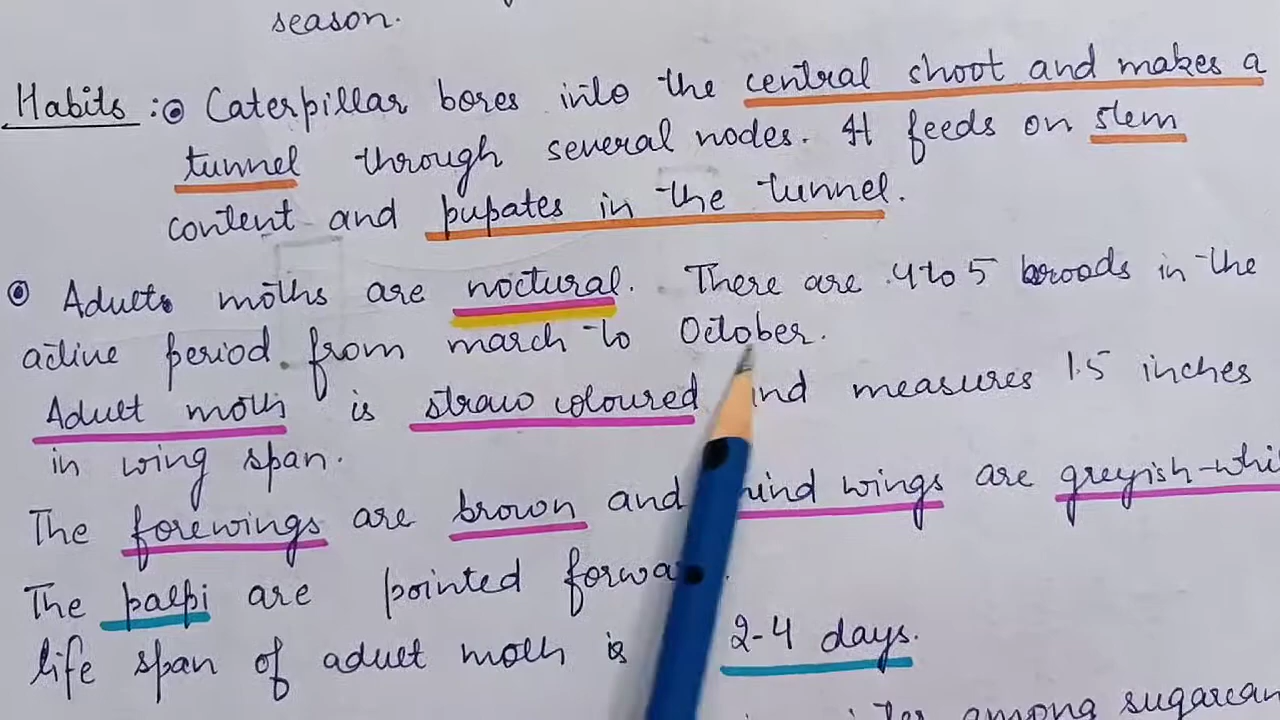 season.
Habits :⊙ Caterpillar bores into the central shoot and makes a
tunnel through several nodes. It feeds on stem
content and pupates in the tunnel.
⊙ Adults moths are noctural. There are 4 to 5 broods in the
active period from march to October.
Adult moth is straw coloured and measures 1.5 inches
in wing span.
The forewings are brown and hind wings are greyish-whi
The palpi are pointed forwa
life span of adult moth is 2-4 days.
among sugarcan